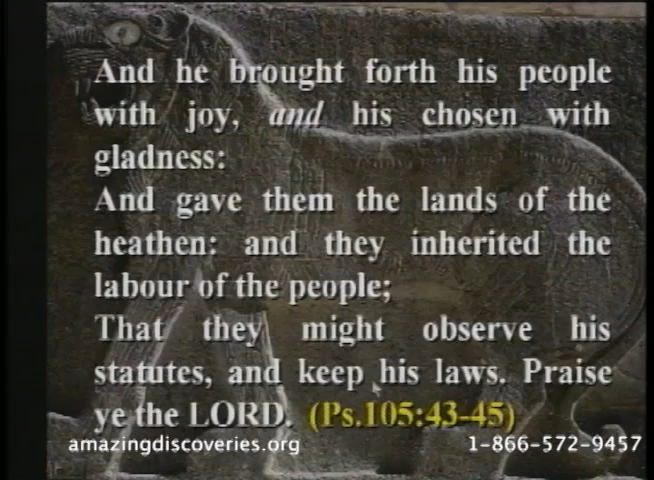 And he brought forth his people
with joy, and his chosen with
gladness:
And gave them the lands of the
heathen: and they inherited the
labour of the people;
That they might observe his
statutes, and keep his laws. Praise
ye the LORD. (Ps.105:43-45)
amazingdiscoveries.org 1-866-572-9457